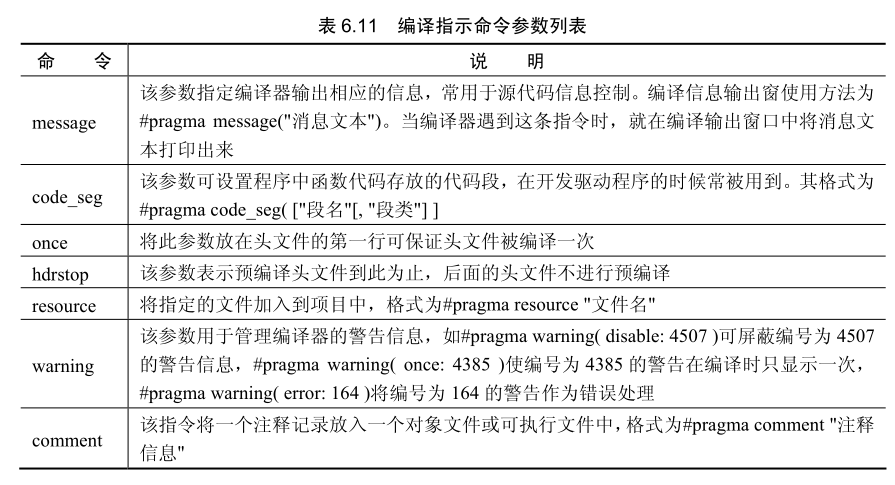 表 6.11 编译指示命令参数列表
命 令 说 明
message 该参数指定编译器输出相应的信息，常用于源代码信息控制。编译信息输出窗使用方法为
#pragma message("消息文本")。当编译器遇到这条指令时，就在编译输出窗口中将消息文
本打印出来
code_seg 该参数可设置程序中函数代码存放的代码段，在开发驱动程序的时候常被用到。其格式为
#pragma code_seg( ["段名"[, "段类"] ]
once 将此参数放在头文件的第一行可保证头文件被编译一次
hdrstop 该参数表示预编译头文件到此为止，后面的头文件不进行预编译
resource 将指定的文件加入到项目中，格式为#pragma resource "文件名"
warning 该参数用于管理编译器的警告信息，如#pragma warning( disable: 4507 )可屏蔽编号为 4507
的警告信息，#pragma warning( once: 4385 )使编号为 4385 的警告在编译时只显示一次，
#pragma warning( error: 164 )将编号为 164 的警告作为错误处理
comment 该指令将一个注释记录放入一个对象文件或可执行文件中，格式为#pragma comment "注释
信息"